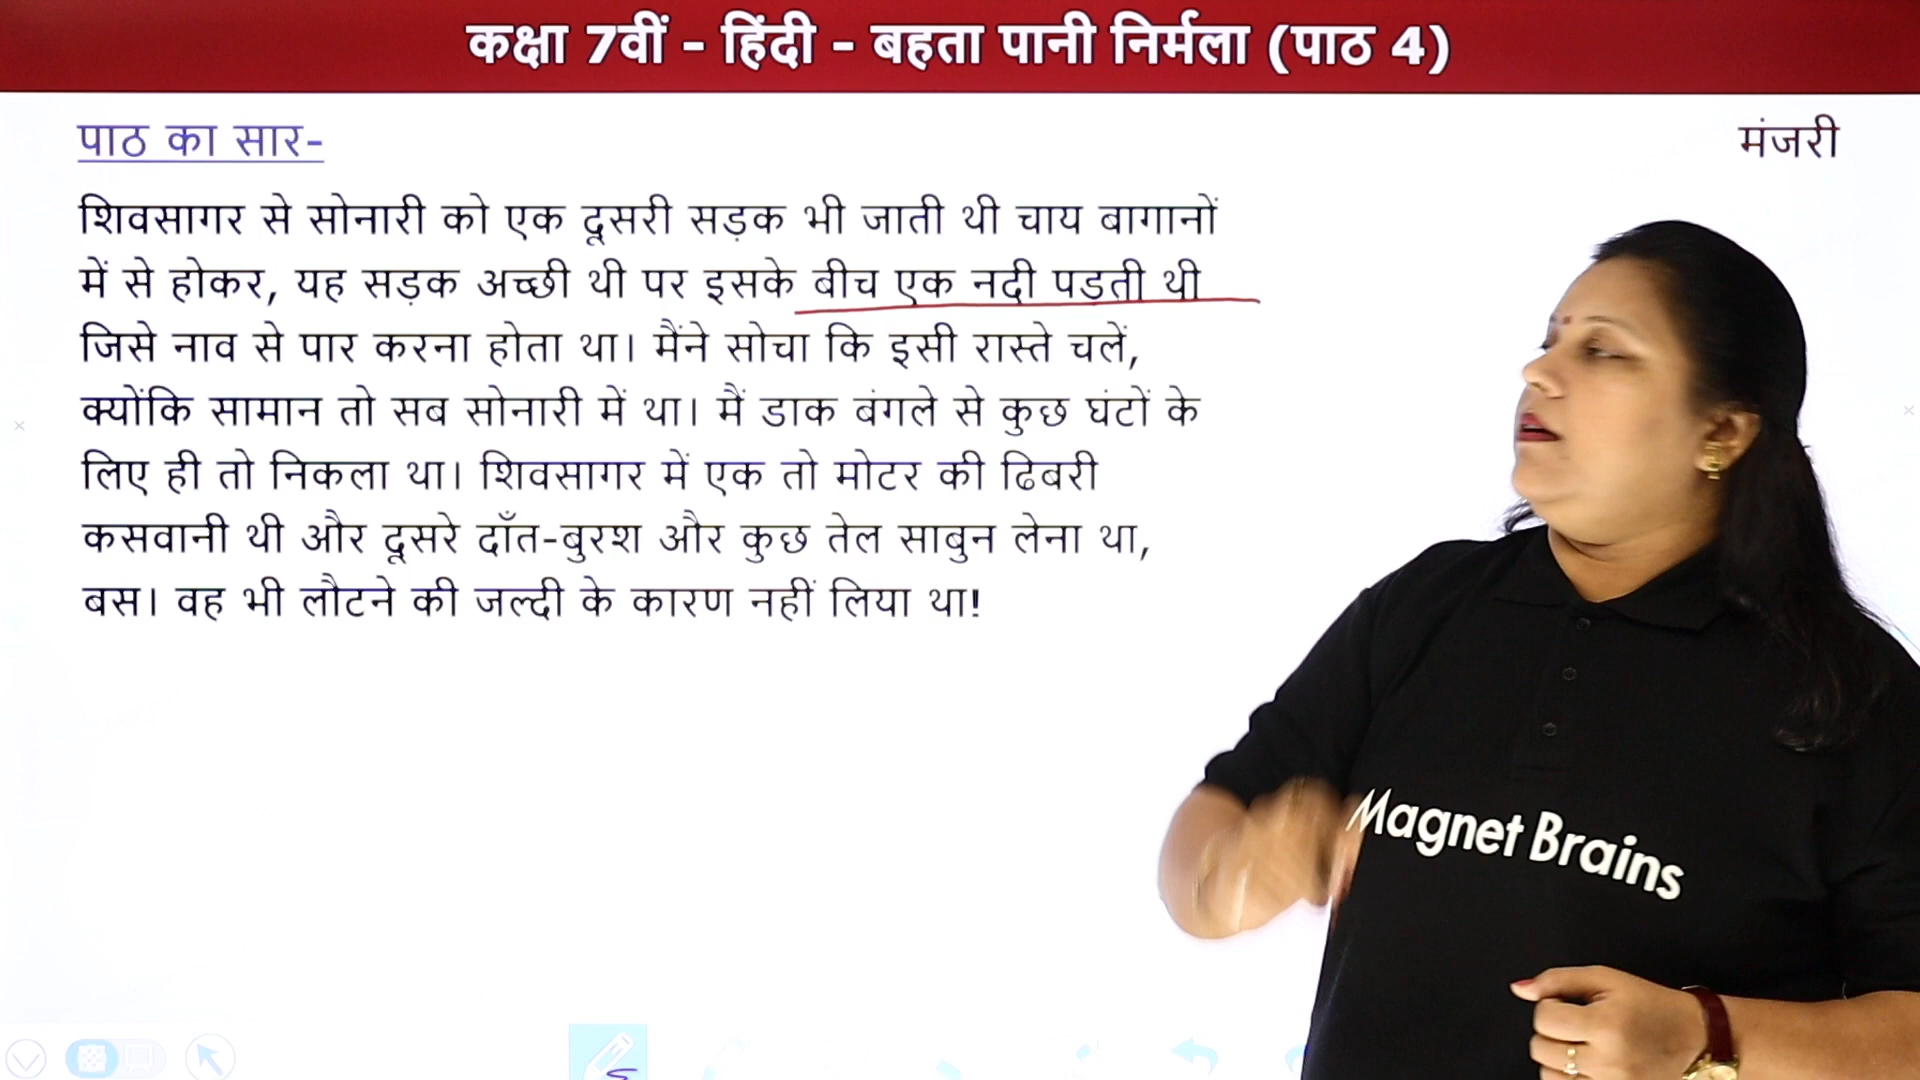 कक्षा 7वीं - हिंदी - बहता पानी निर्मला (पाठ 4)
पाठ का सार-
मंजरी
शिवसागर से सोनारी को एक दूसरी सड़क भी जाती थी चाय बागानों
में से होकर, यह सड़क अच्छी थी पर इसके बीच एक नदी पड़ती थी
जिसे नाव से पार करना होता था। मैंने सोचा कि इसी रास्ते चलें,
क्योंकि सामान तो सब सोनारी में था। मैं डाक बंगले से कुछ घंटों के
लिए ही तो निकला था। शिवसागर में एक तो मोटर की ढिबरी
कसवानी थी और दूसरे दाँत-बुरश और कुछ तेल साबुन लेना था,
बस। वह भी लौटने की जल्दी के कारण नहीं लिया था!
Magnet Brains